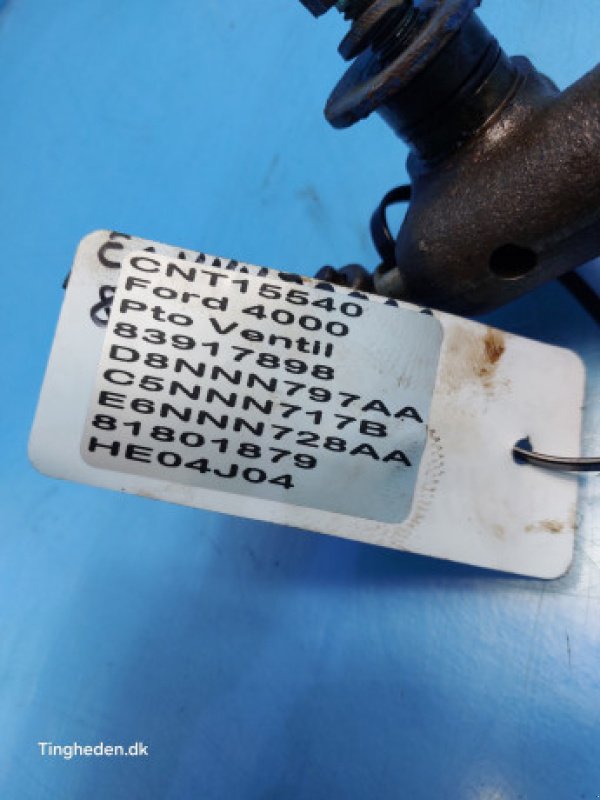 CNT15540
Ford 4000
Pto Ventil
83917898
D8NNN797AA
C5NNN717B
E6NNN728AA
81801879
HE04J04
Tingheden.dk